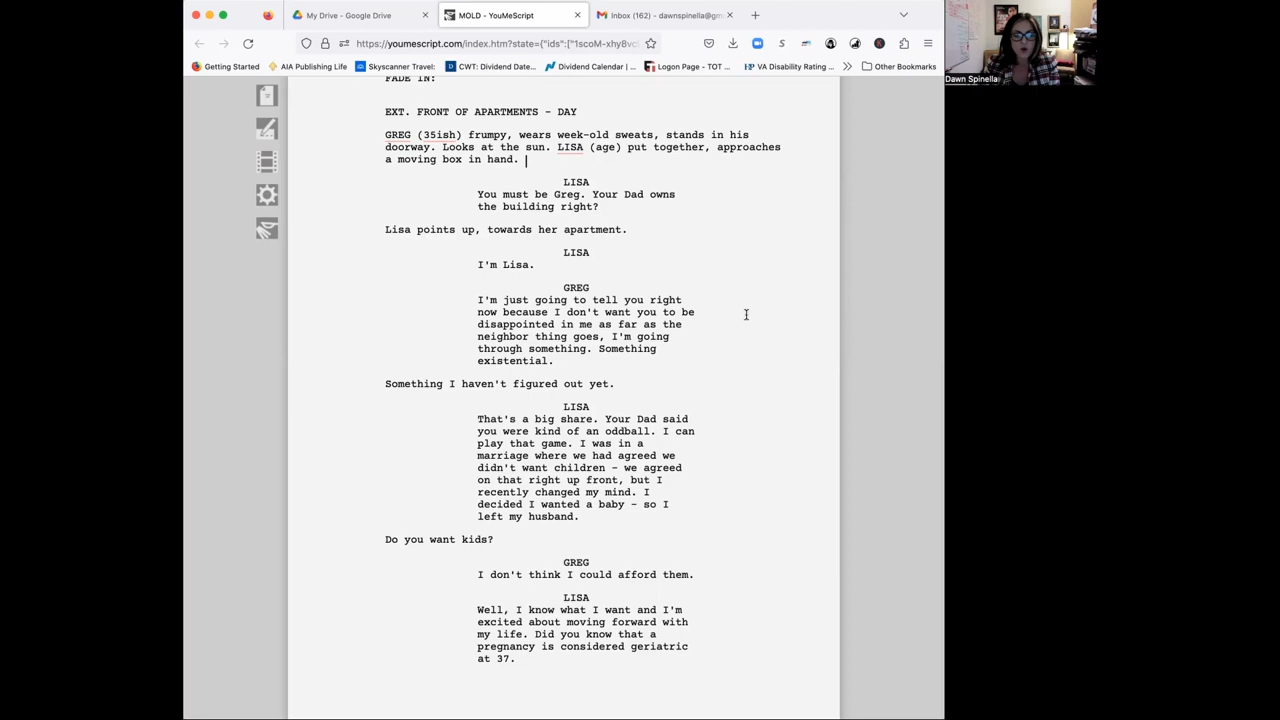 My Drive - Google Drive
MOLD - YouMeScript
Inbox (162) - dawnspinella@gm
https://youmescript.com/index.htm?state={"ids":["1scoM-xhy8vc
Getting Started
AIA Publishing Life
Skyscanner Travel:
CWT: Dividend Date...
Dividend Calendar | ...
Logon Page - TOT ...
VA Disability Rating ...
Other Bookmarks
Dawn Spinella
FADE IN:
EXT. FRONT OF APARTMENTS - DAY
GREG (35ish) frumpy, wears week-old sweats, stands in his
doorway. Looks at the sun. LISA (age) put together, approaches
a moving box in hand.
LISA
You must be Greg. Your Dad owns
the building right?
Lisa points up, towards her apartment.
LISA
I'm Lisa.
GREG
I'm just going to tell you right
now because I don't want you to be
disappointed in me as far as the
neighbor thing goes, I'm going
through something. Something
existential.
Something I haven't figured out yet.
LISA
That's a big share. Your Dad said
you were kind of an oddball. I can
play that game. I was in a
marriage where we had agreed we
didn't want children - we agreed
on that right up front, but I
recently changed my mind. I
decided I wanted a baby - so I
left my husband.
Do you want kids?
GREG
I don't think I could afford them.
LISA
Well, I know what I want and I'm
excited about moving forward with
my life. Did you know that a
pregnancy is considered geriatric
at 37.